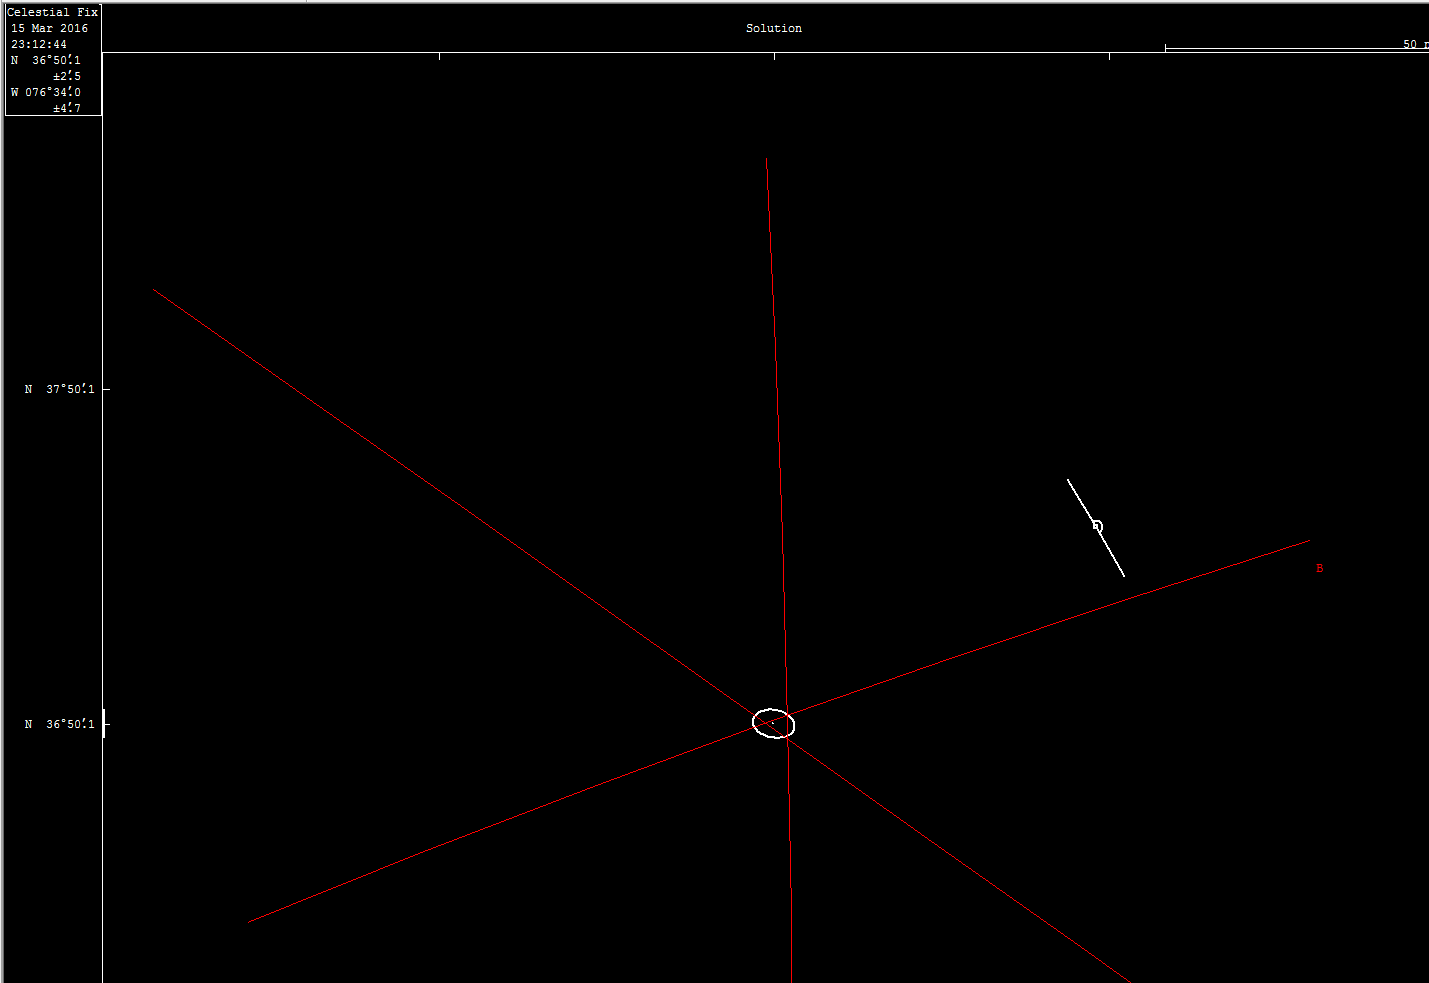 Celestial Fix
15 Mar 2016
23:12:44
N 36°50′.1
±2′.5
W 076°34′.0
±4′.7
Solution
50 n
N 37°50′.1
B
N 36°50′.1